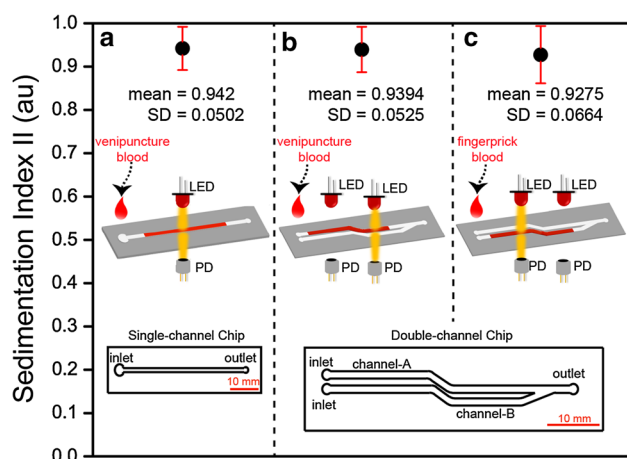 Sedimentation Index II (au)
1.0
0.9
0.8
0.7
0.6
0.5
0.4
0.3
0.2
0.1
0.0
a
mean = 0.942
SD = 0.0502
venipuncture
blood
LED
PD
Single-channel Chip
inlet
outlet
10 mm
b
mean = 0.9394
SD = 0.0525
venipuncture
blood
LED
LED
PD
PD
c
mean = 0.9275
SD = 0.0664
fingerprick
blood
LED
LED
PD
PD
Double-channel Chip
inlet
channel-A
outlet
inlet
channel-B
10 mm